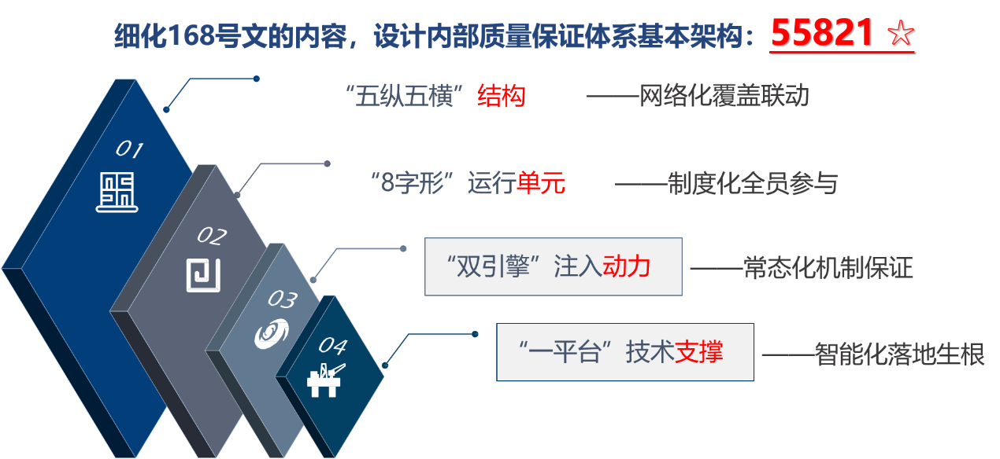 细化168号文的内容，设计内部质量保证体系基本架构：55821 ☆
01
“五纵五横”结构 ——网络化覆盖联动
02
“8字形”运行单元 ——制度化全员参与
03
“双引擎”注入动力 ——常态化机制保证
04
“一平台”技术支撑 ——智能化落地生根